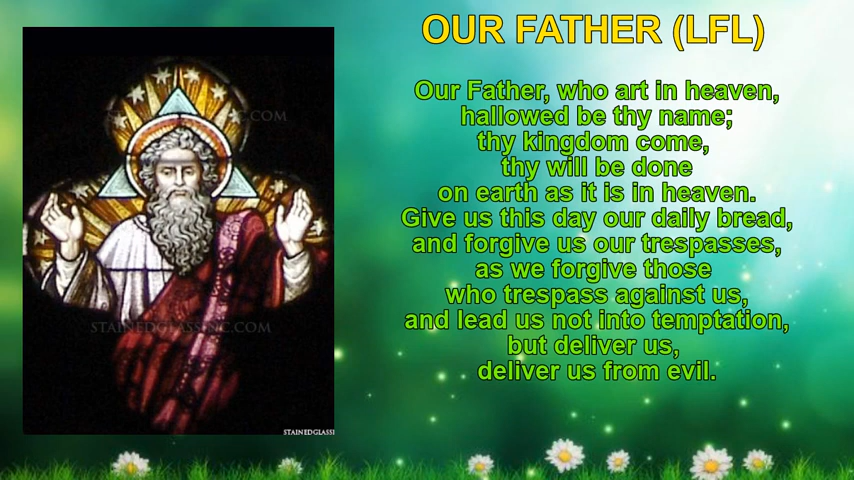 OUR FATHER (LFL)
Our Father, who art in heaven,
hallowed be thy name;
thy kingdom come,
thy will be done
on earth as it is in heaven.
Give us this day our daily bread,
and forgive us our trespasses,
as we forgive those
who trespass against us,
and lead us not into temptation,
but deliver us,
deliver us from evil.
STAINEDGLASSINC.COM
STAINEDGLASSI